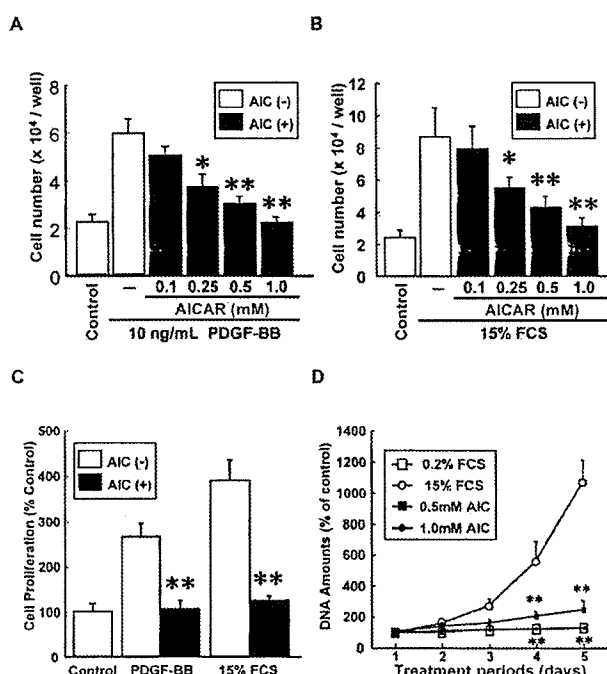 A
Cell number (x 10⁴ / well)
8
6
4
2
0
AIC (-)
AIC (+)
*
**
**
Control
—
0.1
0.25
0.5
1.0
AICAR (mM)
10 ng/mL PDGF-BB
B
Cell number (x 10⁴ / well)
12
10
8
6
4
2
0
AIC (-)
AIC (+)
*
**
**
Control
—
0.1
0.25
0.5
1.0
AICAR (mM)
15% FCS
C
Cell Proliferation (% Control)
500
400
300
200
100
0
AIC (-)
AIC (+)
**
**
Control
PDGF-BB
15% FCS
D
DNA Amounts (% of control)
1400
1200
1000
800
600
400
200
0
0.2% FCS
15% FCS
0.5mM AIC
1.0mM AIC
**
**
**
**
1
2
3
4
5
Treatment periods (days)